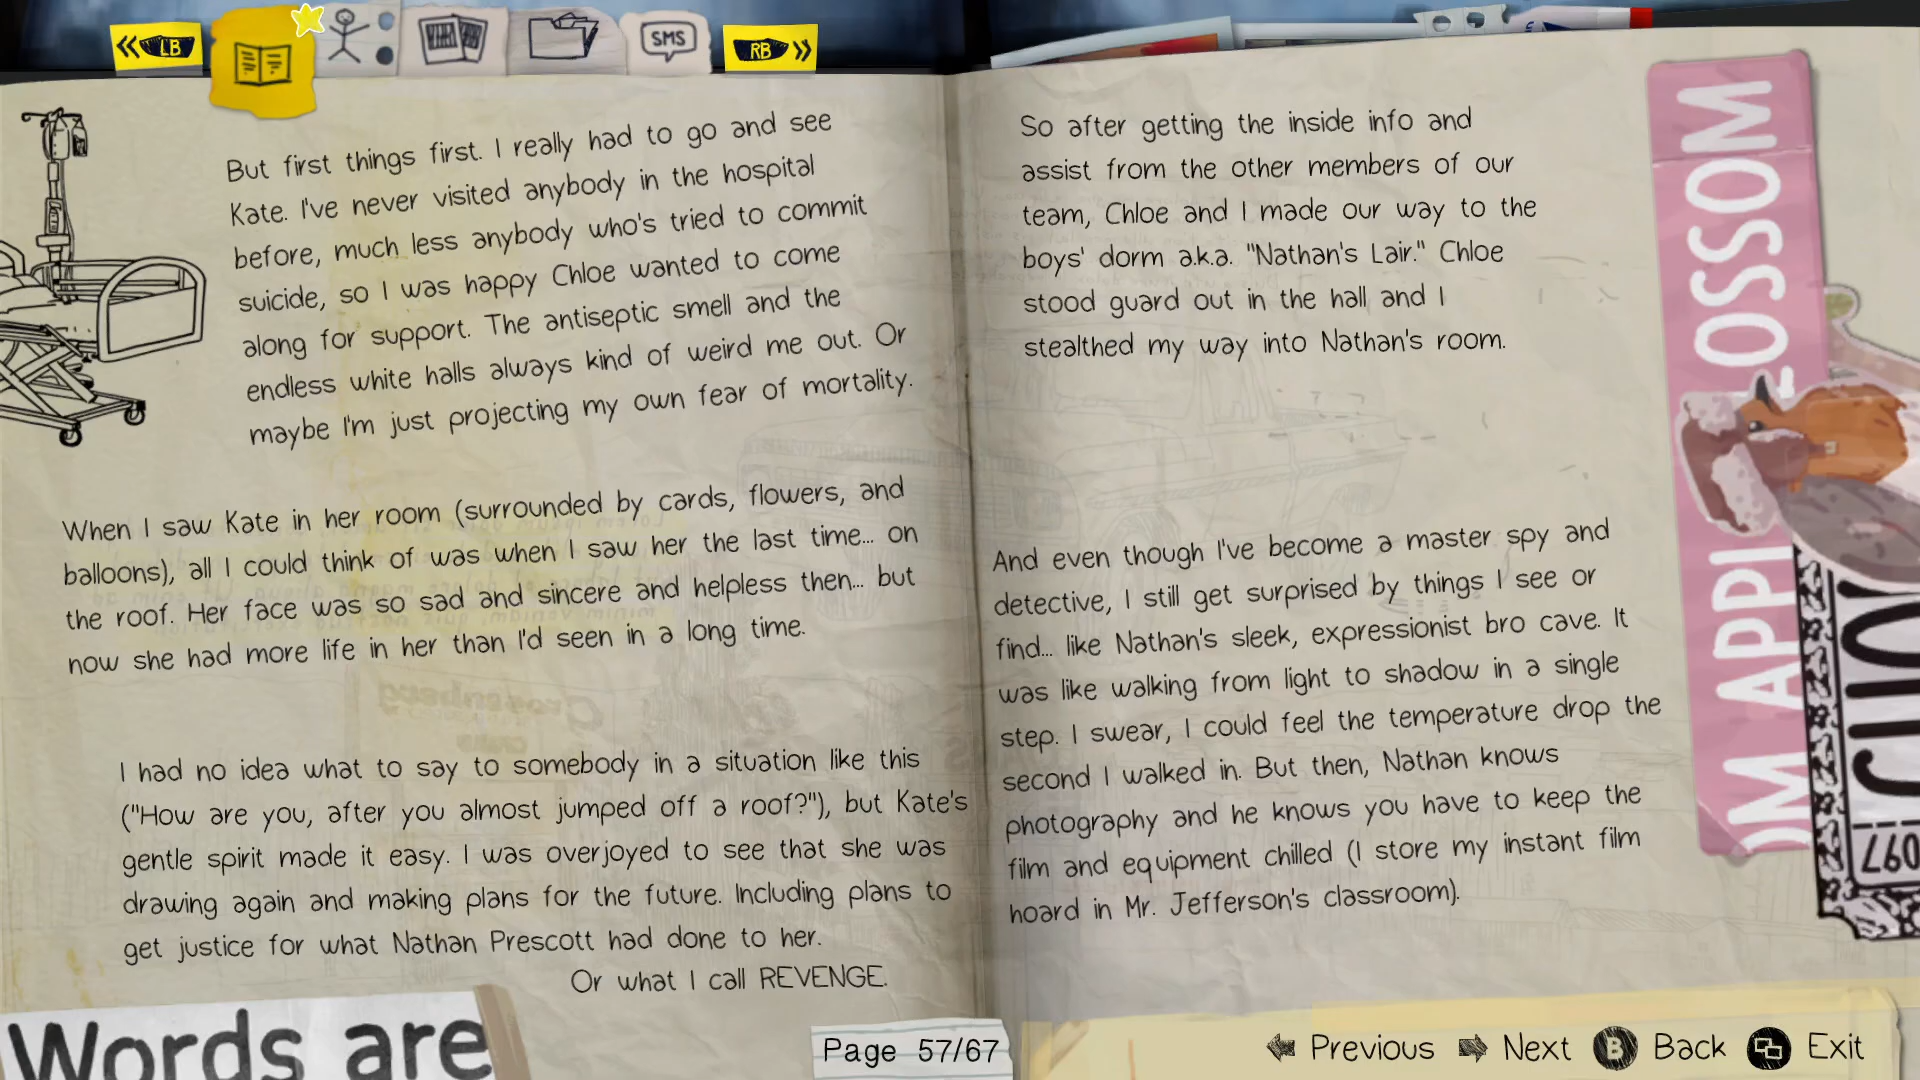 LB
SMS
RB
But first things first. I really had to go and see
Kate. I've never visited anybody in the hospital
before, much less anybody who's tried to commit
suicide, so I was happy Chloe wanted to come
along for support. The antiseptic smell and the
endless white halls always kind of weird me out. Or
maybe I'm just projecting my own fear of mortality.
When I saw Kate in her room (surrounded by cards, flowers, and
balloons), all I could think of was when I saw her the last time... on
the roof. Her face was so sad and sincere and helpless then... but
now she had more life in her than I'd seen in a long time.
I had no idea what to say to somebody in a situation like this
("How are you, after you almost jumped off a roof?"), but Kate's
gentle spirit made it easy. I was overjoyed to see that she was
drawing again and making plans for the future. Including plans to
get justice for what Nathan Prescott had done to her.
Or what I call REVENGE.
Words are
So after getting the inside info and
assist from the other members of our
team, Chloe and I made our way to the
boys' dorm a.k.a. "Nathan's Lair." Chloe
stood guard out in the hall and I
stealthed my way into Nathan's room.
And even though I've become a master spy and
detective, I still get surprised by things I see or
find... like Nathan's sleek, expressionist bro cave. It
was like walking from light to shadow in a single
step. I swear, I could feel the temperature drop the
second I walked in. But then, Nathan knows
photography and he knows you have to keep the
film and equipment chilled (I store my instant film
hoard in Mr. Jefferson's classroom).
OM APPL LOSSOM
Page 57/67
Previous Next B Back Exit